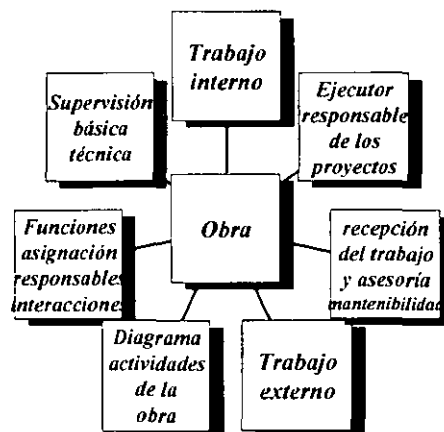 Trabajo
interno
Ejecutor
responsable
de los
proyectos
Supervisión
básica
técnica
Obra
Funciones
asignación
responsables
interacciones
recepción
del trabajo
y asesoría
mantenibilidad
Diagrama
actividades
de la
obra
Trabajo
externo